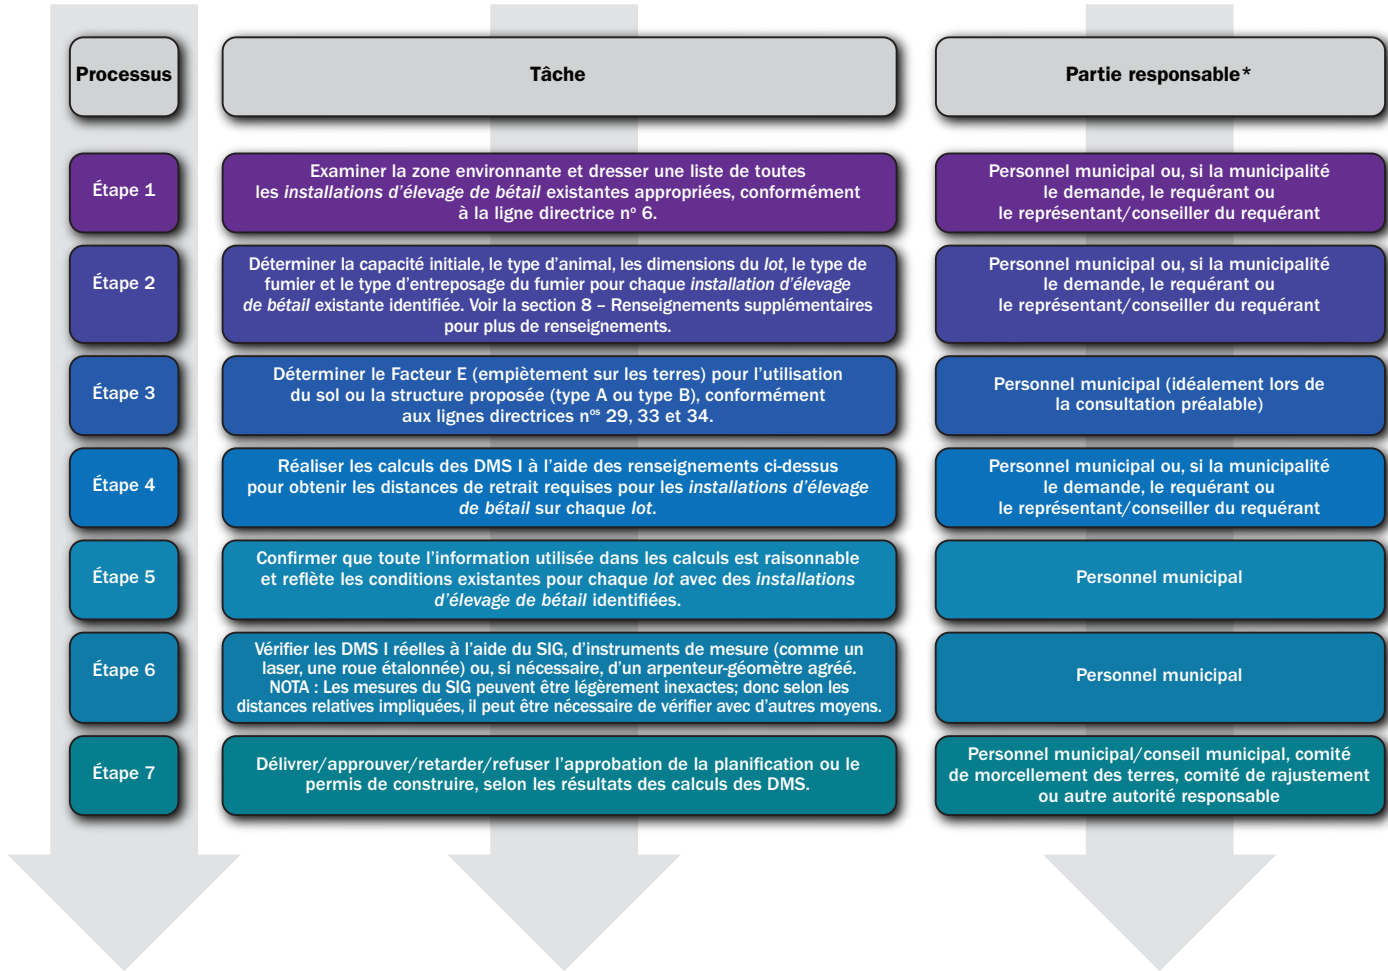 Processus
Tâche
Partie responsable*
Étape 1
Examiner la zone environnante et dresser une liste de toutes
les installations d'élevage de bétail existantes appropriées, conformément
à la ligne directrice nº 6.
Personnel municipal ou, si la municipalité
le demande, le requérant ou
le représentant/conseiller du requérant
Étape 2
Déterminer la capacité initiale, le type d'animal, les dimensions du lot, le type de
fumier et le type d'entreposage du fumier pour chaque installation d'élevage
de bétail existante identifiée. Voir la section 8 – Renseignements supplémentaires
pour plus de renseignements.
Personnel municipal ou, si la municipalité
le demande, le requérant ou
le représentant/conseiller du requérant
Étape 3
Déterminer le Facteur E (empiètement sur les terres) pour l'utilisation
du sol ou la structure proposée (type A ou type B), conformément
aux lignes directrices nᵒˢ 29, 33 et 34.
Personnel municipal (idéalement lors de
la consultation préalable)
Étape 4
Réaliser les calculs des DMS I à l'aide des renseignements ci-dessus
pour obtenir les distances de retrait requises pour les installations d'élevage
de bétail sur chaque lot.
Personnel municipal ou, si la municipalité
le demande, le requérant ou
le représentant/conseiller du requérant
Étape 5
Confirmer que toute l'information utilisée dans les calculs est raisonnable
et reflète les conditions existantes pour chaque lot avec des installations
d'élevage de bétail identifiées.
Personnel municipal
Étape 6
Vérifier les DMS I réelles à l'aide du SIG, d'instruments de mesure (comme un
laser, une roue étalonnée) ou, si nécessaire, d'un arpenteur-géomètre agréé.
NOTA : Les mesures du SIG peuvent être légèrement inexactes; donc selon les
distances relatives impliquées, il peut être nécessaire de vérifier avec d'autres moyens.
Personnel municipal
Étape 7
Délivrer/approuver/retarder/refuser l'approbation de la planification ou le
permis de construire, selon les résultats des calculs des DMS.
Personnel municipal/conseil municipal, comité
de morcellement des terres, comité de rajustement
ou autre autorité responsable